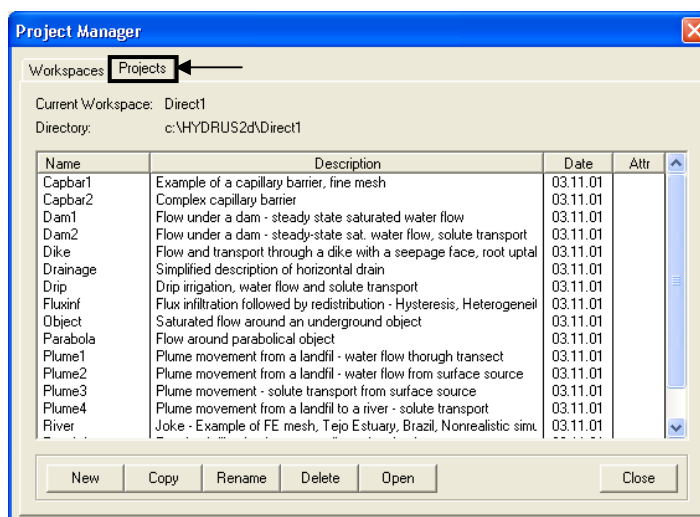 Project Manager
Workspaces Projects
Current Workspace: Direct1
Directory: c:\HYDRUS2d\Direct1
Name Description Date Attr
Capbar1 Example of a capillary barrier, fine mesh 03.11.01
Capbar2 Complex capillary barrier 03.11.01
Dam1 Flow under a dam - steady state saturated water flow 03.11.01
Dam2 Flow under a dam - steady-state sat. water flow, solute transport 03.11.01
Dike Flow and transport through a dike with a seepage face, root uptal 03.11.01
Drainage Simplified description of horizontal drain 03.11.01
Drip Drip irrigation, water flow and solute transport 03.11.01
Fluxinf Flux infiltration followed by redistribution - Hysteresis, Heterogeneil 03.11.01
Object Saturated flow around an underground object 03.11.01
Parabola Flow around parabolical object 03.11.01
Plume1 Plume movement from a landfil - water flow thorugh transect 03.11.01
Plume2 Plume movement from a landfil - water flow from surface source 03.11.01
Plume3 Plume movement - solute transport from surface source 03.11.01
Plume4 Plume movement from a landfil to a river - solute transport 03.11.01
River Joke - Example of FE mesh, Tejo Estuary, Brazil, Nonrealistic simu 03.11.01
New Copy Rename Delete Open Close